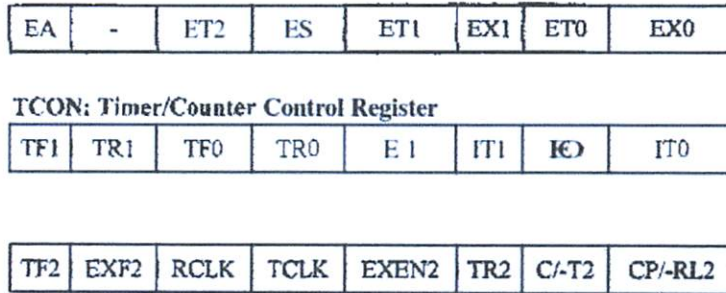 EA - ET2 ES ET1 EX1 ET0 EX0
TCON: Timer/Counter Control Register
TF1 TR1 TF0 TR0 E 1 IT1 IT0
TF2 EXF2 RCLK TCLK EXEN2 TR2 C/-T2 CP/-RL2